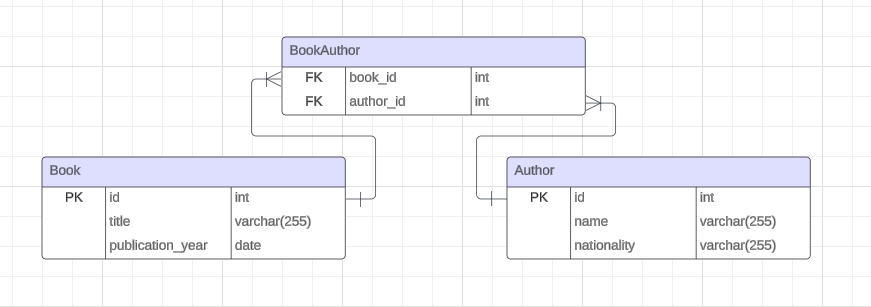 BookAuthor
FK book_id int
FK author_id int
Book
PK id int
title varchar(255)
publication_year date
Author
PK id int
name varchar(255)
nationality varchar(255)